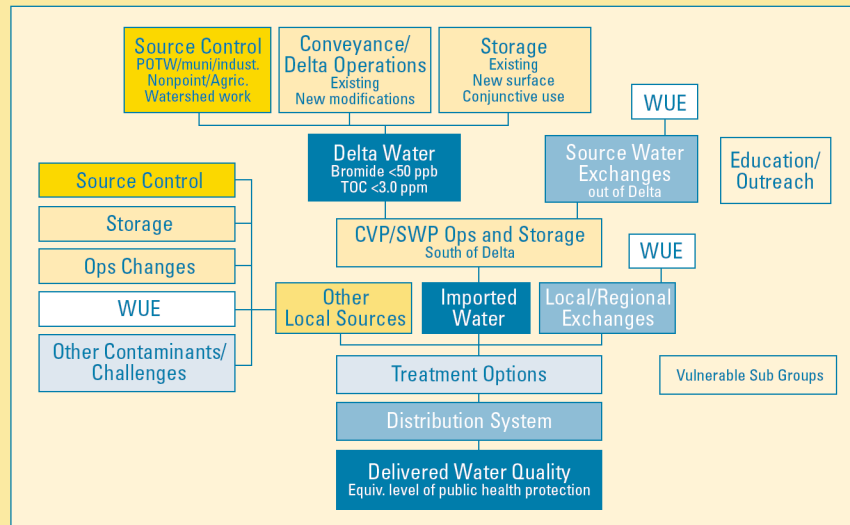 Source Control
POTW/muni/indust.
Nonpoint/Agric.
Watershed work
Conveyance/
Delta Operations
Existing
New modifications
Storage
Existing
New surface
Conjunctive use
WUE
Delta Water
Bromide <50 ppb
TOC <3.0 ppm
Source Water
Exchanges
out of Delta
Education/
Outreach
Source Control
Storage
Ops Changes
WUE
Other Contaminants/
Challenges
CVP/SWP Ops and Storage
South of Delta
WUE
Other
Local Sources
Imported
Water
Local/Regional
Exchanges
Treatment Options
Vulnerable Sub Groups
Distribution System
Delivered Water Quality
Equiv. level of public health protection